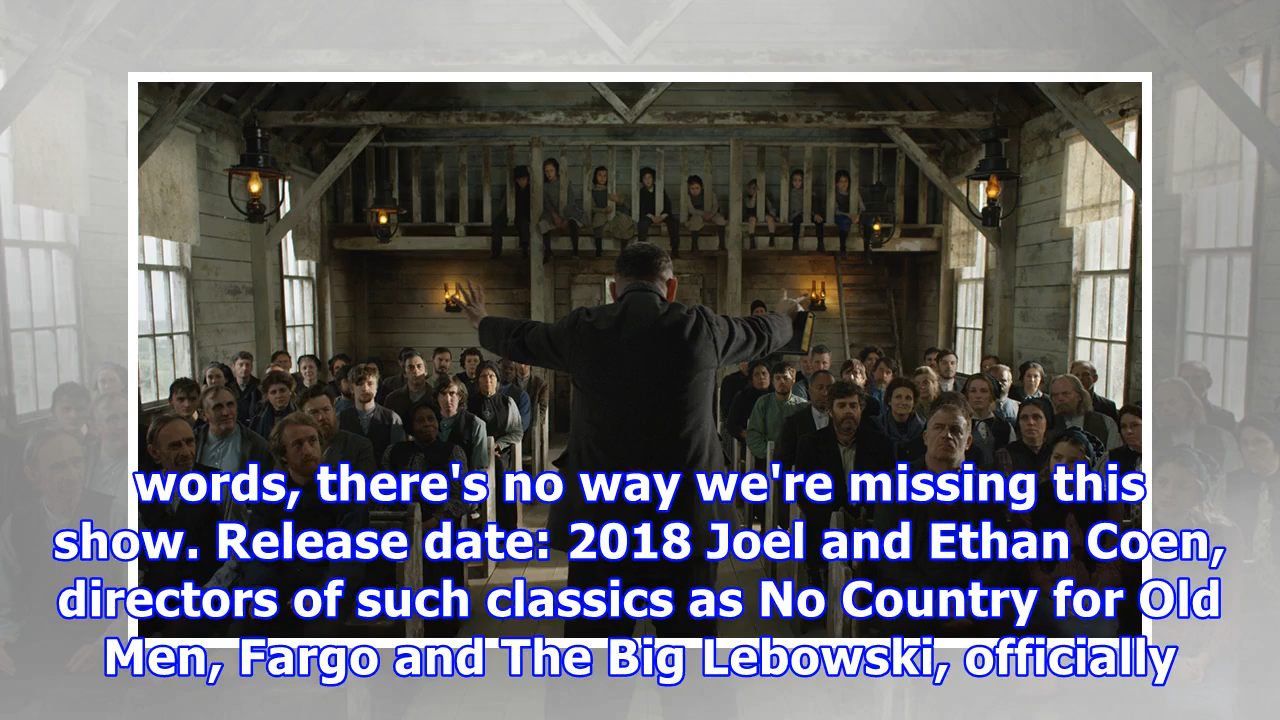 words, there's no way we're missing this
show. Release date: 2018 Joel and Ethan Coen,
directors of such classics as No Country for Old
Men, Fargo and The Big Lebowski, officially